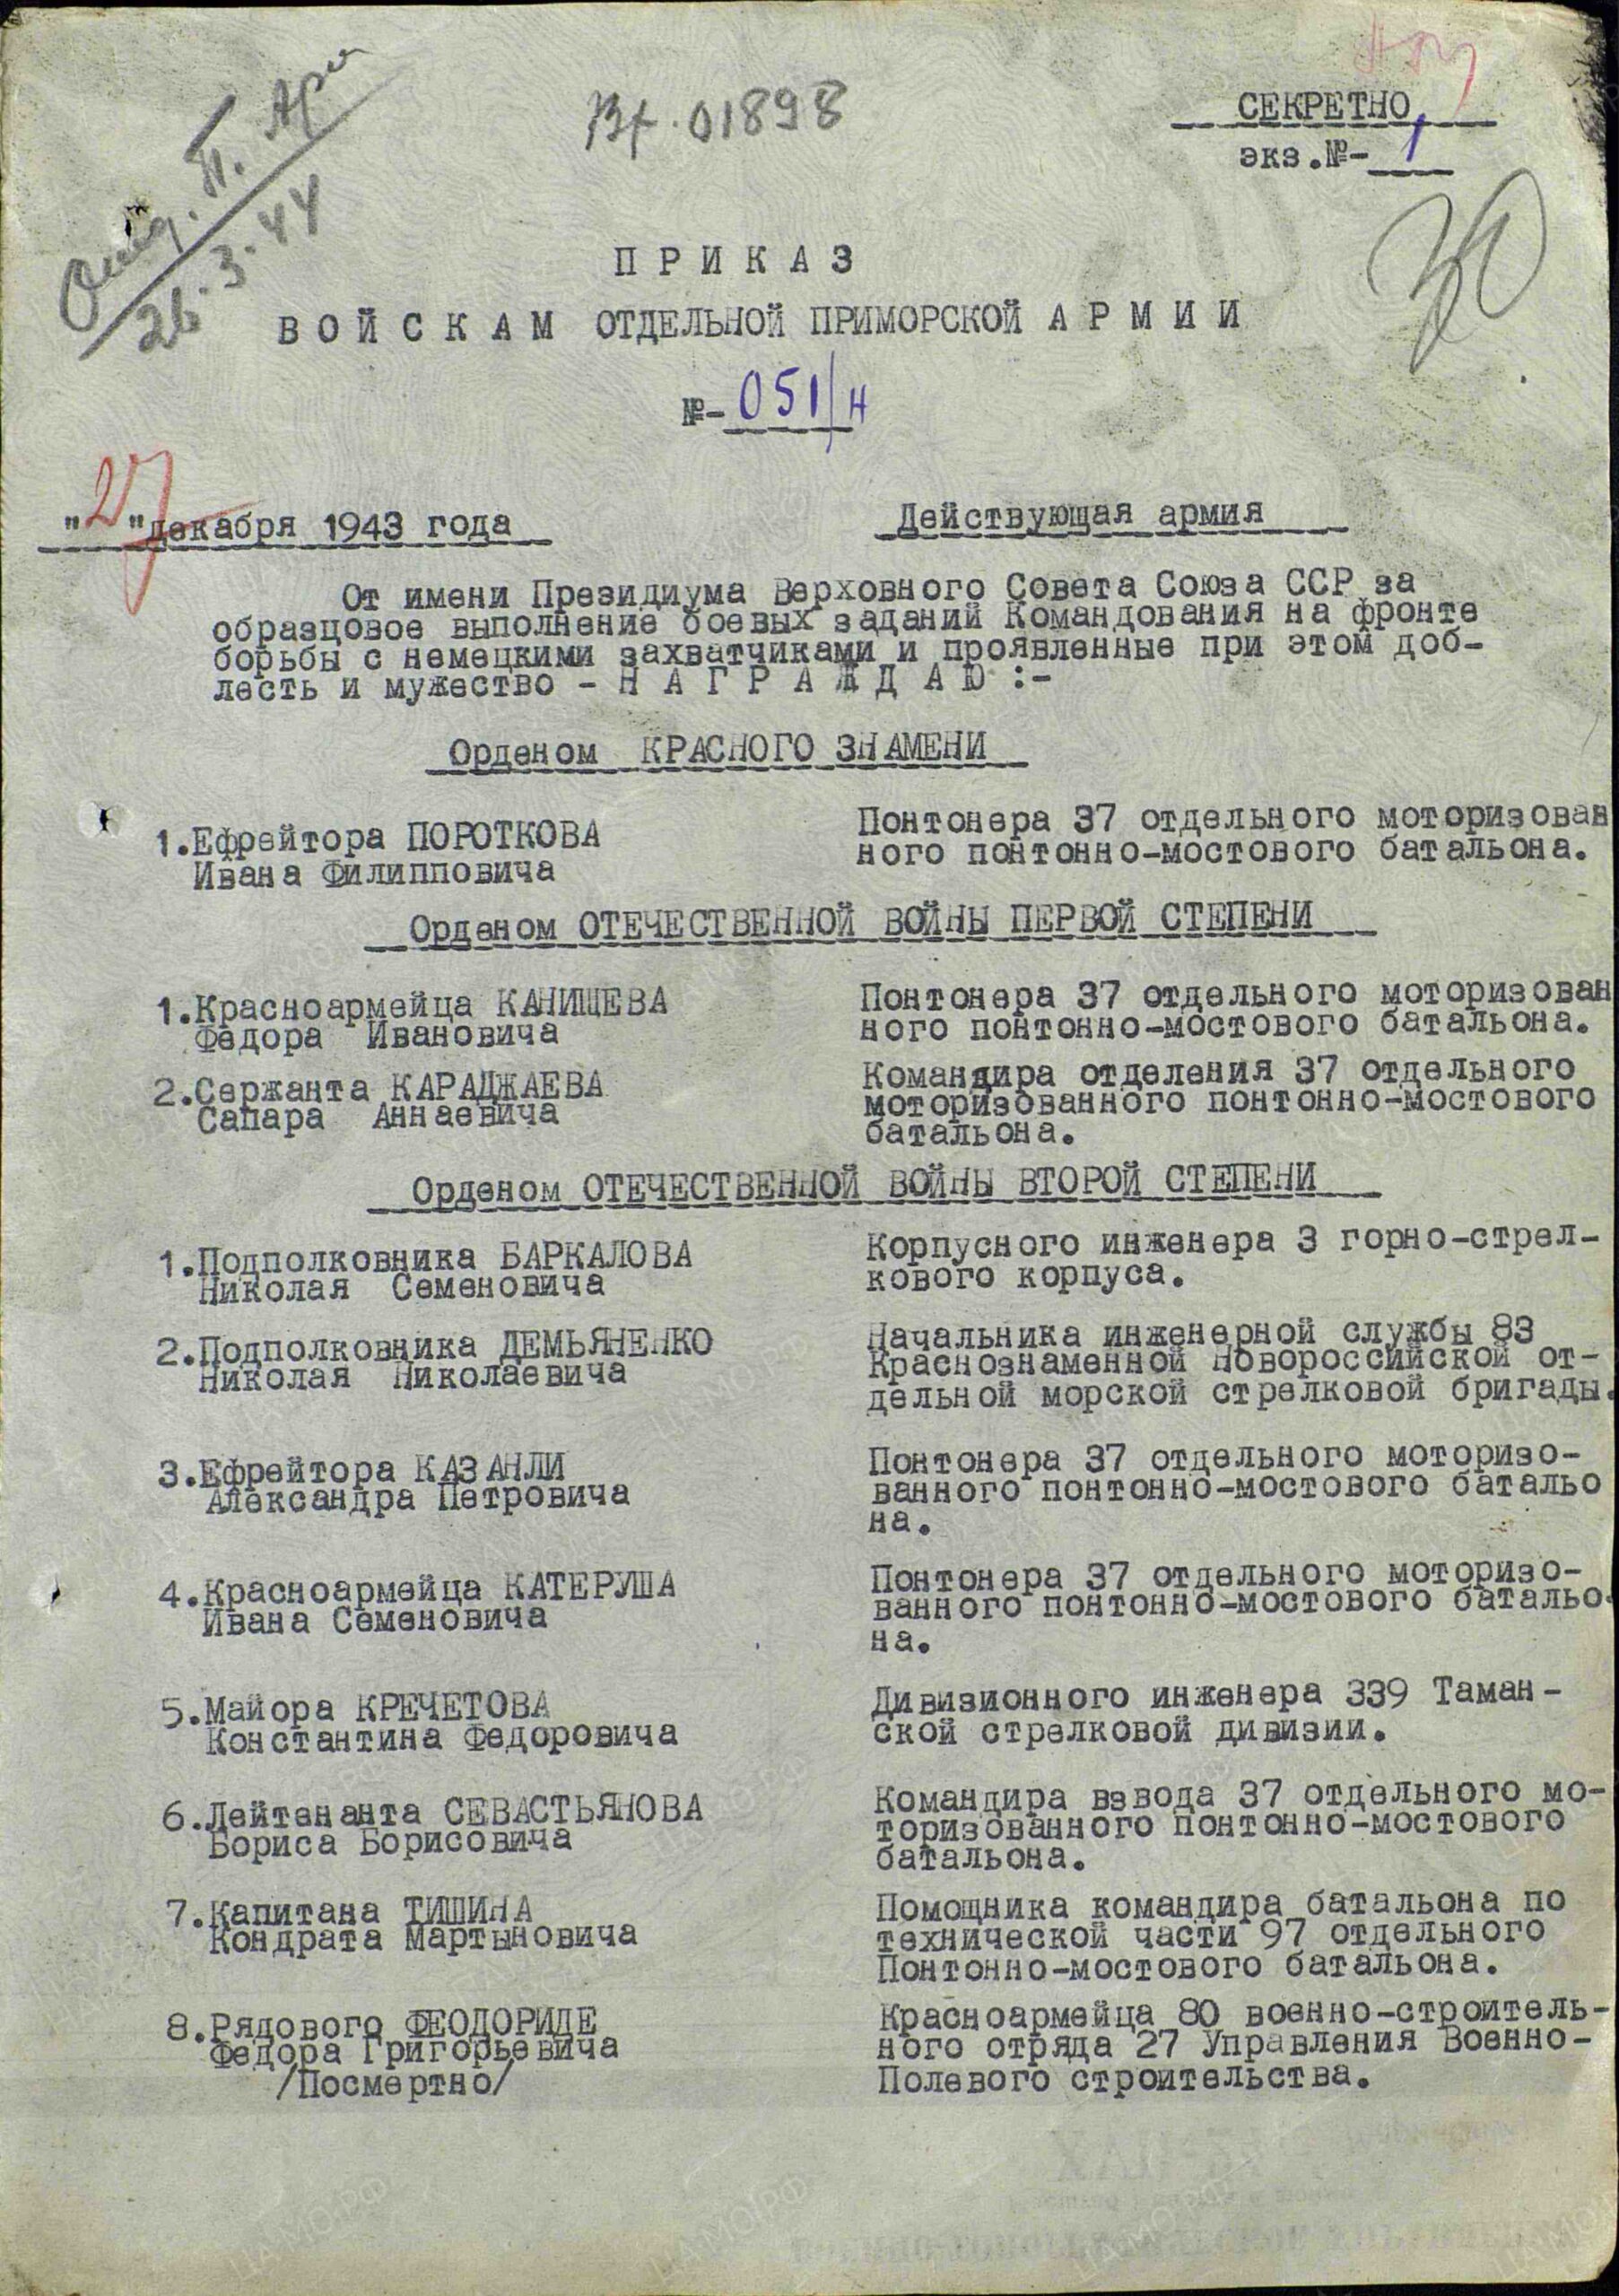 Вх. 01898
СЕКРЕТНО
экз.№- 1
26.3.44
30
П Р И К А З
В О Й С К А М ОТДЕЛЬНОЙ ПРИМОРСКОЙ А Р М И И
№- 051/н
"27"декабря 1943 года
Действующая армия
От имени Президиума Верховного Совета Союза ССР за
образцовое выполнение боевых заданий Командования на фронте
борьбы с немецкими захватчиками и проявленные при этом доб-
лесть и мужество - Н А Г Р А Ж Д А Ю :-
Орденом КРАСНОГО ЗНАМЕНИ
1.Ефрейтора ПОРОТКОВА
Ивана Филипповича
Понтонера 37 отдельного моторизован
ного понтонно-мостового батальона.
Орденом ОТЕЧЕСТВЕННОЙ ВОЙНЫ ПЕРВОЙ СТЕПЕНИ
1.Красноармейца КАНИЩЕВА
Федора Ивановича
Понтонера 37 отдельного моторизован
ного понтонно-мостового батальона.
2.Сержанта КАРАДЖАЕВА
Сапара Аннаевича
Командира отделения 37 отдельного
моторизованного понтонно-мостового
батальона.
Орденом ОТЕЧЕСТВЕННОЙ ВОЙНЫ ВТОРОЙ СТЕПЕНИ
1.Подполковника БАРКАЛОВА
Николая Семеновича
Корпусного инженера 3 горно-стрел-
кового корпуса.
2.Подполковника ДЕМЬЯНЕНКО
Николая Николаевича
Начальника инженерной службы 83
Краснознаменной Новороссийской от-
дельной морской стрелковой бригады.
3.Ефрейтора КАЗАНЛИ
Александра Петровича
Понтонера 37 отдельного моторизо-
ванного понтонно-мостового батальо
на.
4.Красноармейца КАТЕРУША
Ивана Семеновича
Понтонера 37 отдельного моторизо-
ванного понтонно-мостового батальо-
на.
5.Майора КРЕЧЕТОВА
Константина Федоровича
Дивизионного инженера 339 Таман-
ской стрелковой дивизии.
6.Лейтенанта СЕВАСТЬЯНОВА
Бориса Борисовича
Командира взвода 37 отдельного мо-
торизованного понтонно-мостового
батальона.
7.Капитана ТИШИНА
Кондрата Мартыновича
Помощника командира батальона по
технической части 97 отдельного
Понтонно-мостового батальона.
8.Рядового ФЕОДОРИДЕ
Федора Григорьевича
/Посмертно/
Красноармейца 80 военно-строитель-
ного отряда 27 Управления Военно-
Полевого строительства.